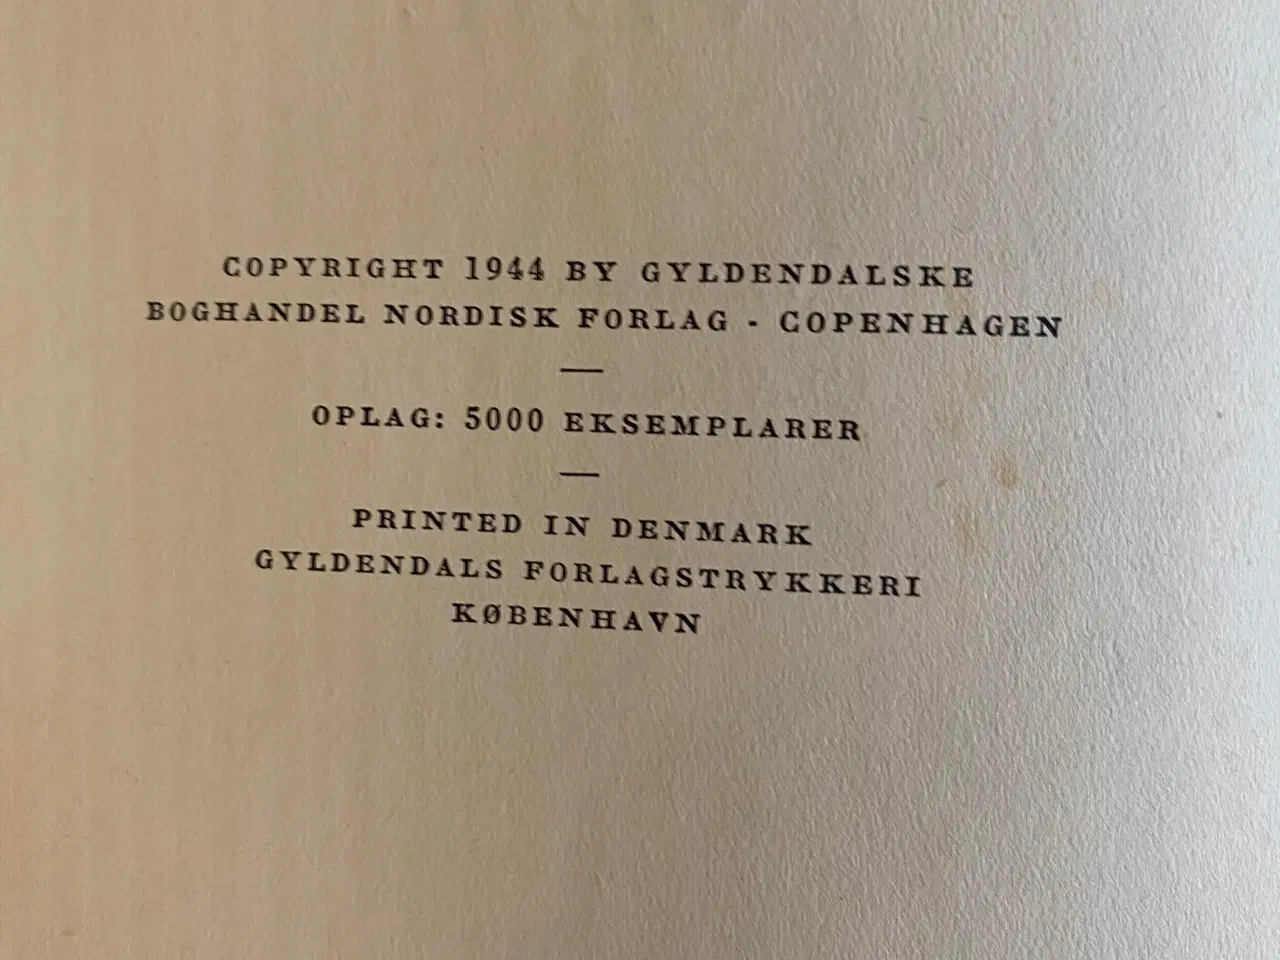 COPYRIGHT 1944 BY GYLDENDALSKE
BOGHANDEL NORDISK FORLAG - COPENHAGEN
—
OPLAG: 5000 EKSEMPLARER
—
PRINTED IN DENMARK
GYLDENDALS FORLAGSTRYKKERI
KØBENHAVN